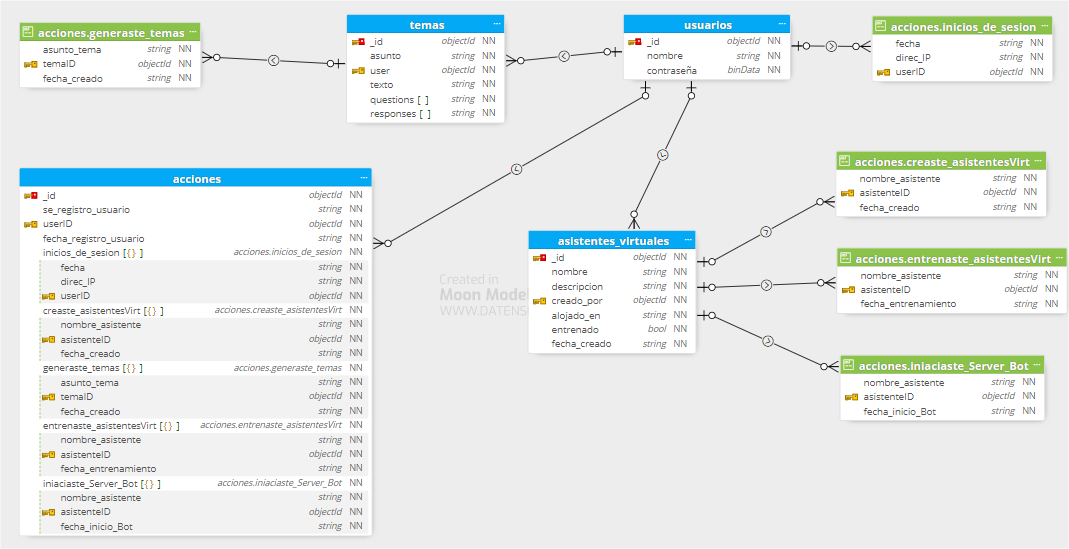 acciones.generaste_temas ...
asunto_tema string NN
temaID objectId NN
fecha_creado string NN
temas ...
_id objectId NN
asunto string NN
user objectId NN
texto string NN
questions [ ] string NN
responses [ ] string NN
usuarios ...
_id objectId NN
nombre string NN
contraseña binData NN
acciones.inicios_de_sesion ...
fecha string NN
direc_IP string NN
userID objectId NN
acciones ...
_id objectId NN
se_registro_usuario string NN
userID objectId NN
fecha_registro_usuario string NN
inicios_de_sesion [{} ] acciones.inicios_de_sesion NN
fecha string NN
direc_IP string NN
userID objectId NN
creaste_asistentesVirt [{} ] acciones.creaste_asistentesVirt NN
nombre_asistente string NN
asistenteID objectId NN
fecha_creado string NN
generaste_temas [{} ] acciones.generaste_temas NN
asunto_tema string NN
temaID objectId NN
fecha_creado string NN
entrenaste_asistentesVirt [{} ] acciones.entrenaste_asistentesVirt NN
nombre_asistente string NN
asistenteID objectId NN
fecha_entrenamiento string NN
iniaciaste_Server_Bot [{} ] acciones.iniaciaste_Server_Bot NN
nombre_asistente string NN
asistenteID objectId NN
fecha_inicio_Bot string NN
Created in
Moon Model
WWW.DATENS
asistentes_virtuales ...
_id objectId NN
nombre string NN
descripcion string NN
creado_por objectId NN
alojado_en string NN
entrenado bool NN
fecha_creado string NN
acciones.creaste_asistentesVirt ...
nombre_asistente string NN
asistenteID objectId NN
fecha_creado string NN
acciones.entrenaste_asistentesVirt ...
nombre_asistente string NN
asistenteID objectId NN
fecha_entrenamiento string NN
acciones.iniaciaste_Server_Bot ...
nombre_asistente string NN
asistenteID objectId NN
fecha_inicio_Bot string NN